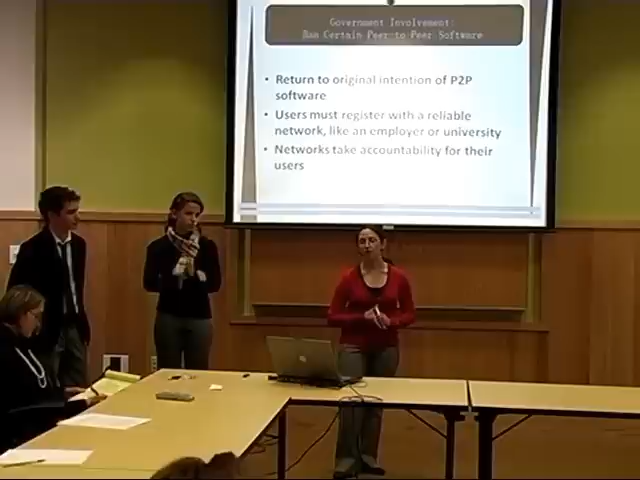 Government Involvement:
Ban Certain Peer to Peer Software
• Return to original intention of P2P
software
• Users must register with a reliable
network, like an employer or university
• Networks take accountability for their
users